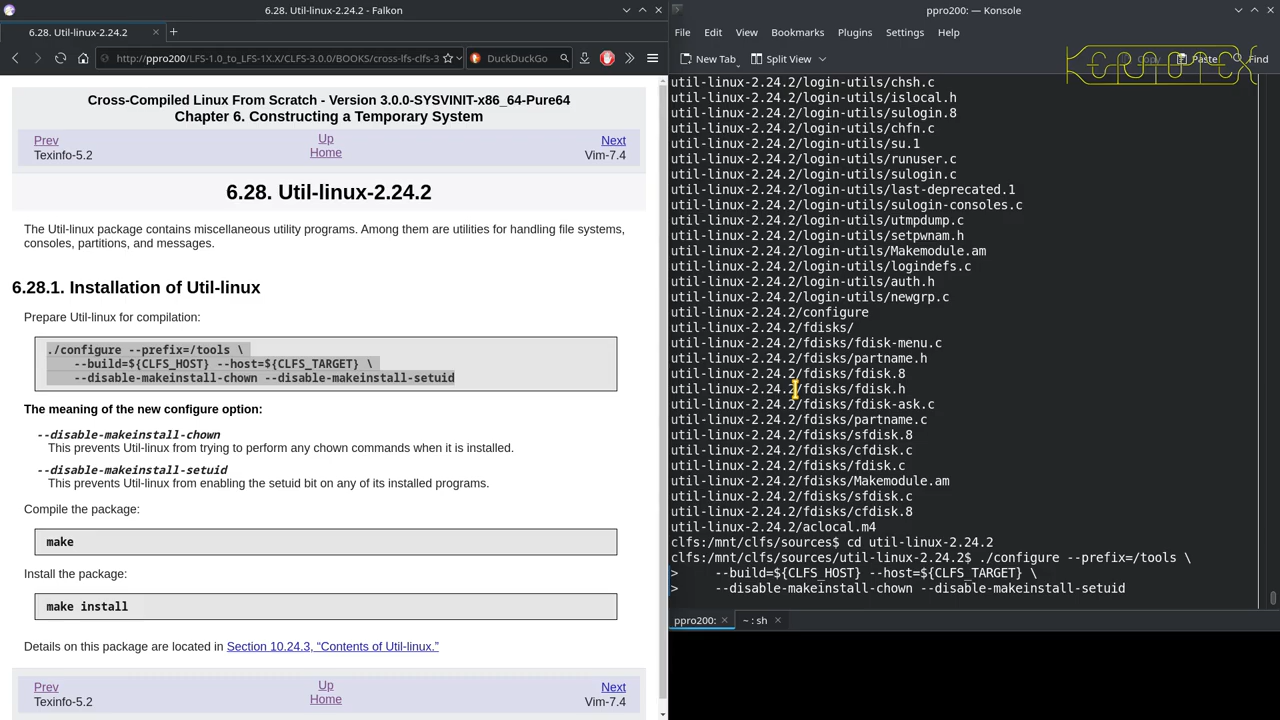 6.28. Util-linux-2.24.2 - Falkon
6.28. Util-linux-2.24.2
http://ppro200/LFS-1.0_to_LFS-1X.X/CLFS-3.0.0/BOOKS/cross-lfs-clfs-3
DuckDuckGo
Cross-Compiled Linux From Scratch - Version 3.0.0-SYSVINIT-x86_64-Pure64
Chapter 6. Constructing a Temporary System
Prev
Up
Next
Texinfo-5.2
Home
Vim-7.4
6.28. Util-linux-2.24.2
The Util-linux package contains miscellaneous utility programs. Among them are utilities for handling file systems,
consoles, partitions, and messages.
6.28.1. Installation of Util-linux
Prepare Util-linux for compilation:
./configure --prefix=/tools \
--build=${CLFS_HOST} --host=${CLFS_TARGET} \
--disable-makeinstall-chown --disable-makeinstall-setuid
The meaning of the new configure option:
--disable-makeinstall-chown
This prevents Util-linux from trying to perform any chown commands when it is installed.
--disable-makeinstall-setuid
This prevents Util-linux from enabling the setuid bit on any of its installed programs.
Compile the package:
make
Install the package:
make install
Details on this package are located in Section 10.24.3, “Contents of Util-linux.”
Prev
Up
Next
Texinfo-5.2
Home
Vim-7.4
ppro200: — Konsole
File Edit View Bookmarks Plugins Settings Help
New Tab Split View Copy Paste Find
util-linux-2.24.2/login-utils/chsh.c
util-linux-2.24.2/login-utils/islocal.h
util-linux-2.24.2/login-utils/sulogin.8
util-linux-2.24.2/login-utils/chfn.c
util-linux-2.24.2/login-utils/su.1
util-linux-2.24.2/login-utils/runuser.c
util-linux-2.24.2/login-utils/sulogin.c
util-linux-2.24.2/login-utils/last-deprecated.1
util-linux-2.24.2/login-utils/sulogin-consoles.c
util-linux-2.24.2/login-utils/utmpdump.c
util-linux-2.24.2/login-utils/setpwnam.h
util-linux-2.24.2/login-utils/Makemodule.am
util-linux-2.24.2/login-utils/logindefs.c
util-linux-2.24.2/login-utils/auth.h
util-linux-2.24.2/login-utils/newgrp.c
util-linux-2.24.2/configure
util-linux-2.24.2/fdisks/
util-linux-2.24.2/fdisks/fdisk-menu.c
util-linux-2.24.2/fdisks/partname.h
util-linux-2.24.2/fdisks/fdisk.8
util-linux-2.24.2/fdisks/fdisk.h
util-linux-2.24.2/fdisks/fdisk-ask.c
util-linux-2.24.2/fdisks/partname.c
util-linux-2.24.2/fdisks/sfdisk.8
util-linux-2.24.2/fdisks/cfdisk.c
util-linux-2.24.2/fdisks/fdisk.c
util-linux-2.24.2/fdisks/Makemodule.am
util-linux-2.24.2/fdisks/sfdisk.c
util-linux-2.24.2/fdisks/cfdisk.8
util-linux-2.24.2/aclocal.m4
clfs:/mnt/clfs/sources$ cd util-linux-2.24.2
clfs:/mnt/clfs/sources/util-linux-2.24.2$ ./configure --prefix=/tools \
> --build=${CLFS_HOST} --host=${CLFS_TARGET} \
> --disable-makeinstall-chown --disable-makeinstall-setuid
ppro200:
~ : sh